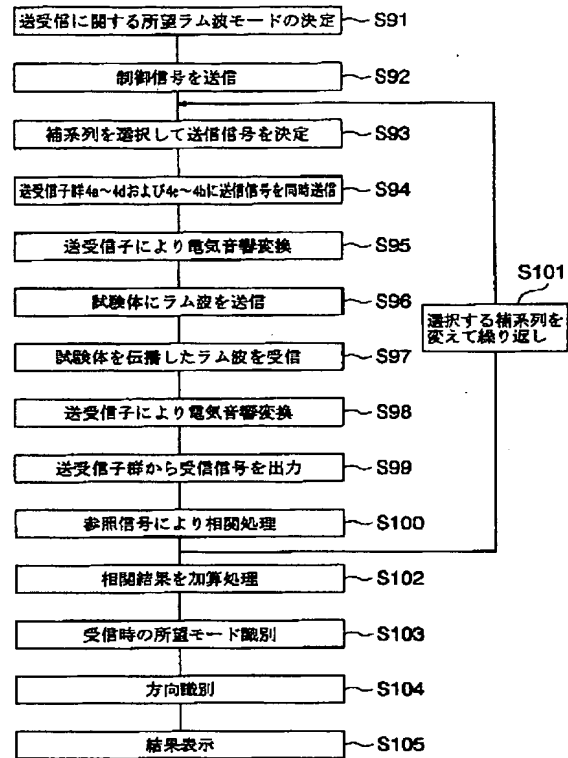 送受信に関する所望ラム波モードの決定 S91
制御信号を送信 S92
補系列を選択して送信信号を決定 S93
送受信子群4a～4dおよび4e～4bに送信信号を同時送信 S94
送受信子により電気音響変換 S95
試験体にラム波を送信 S96
試験体を伝播したラム波を受信 S97
送受信子により電気音響変換 S98
送受信子群から受信信号を出力 S99
参照信号により相関処理 S100
S101
選択する補系列を
変えて繰り返し
相関結果を加算処理 S102
受信時の所望モード識別 S103
方向識別 S104
結果表示 S105